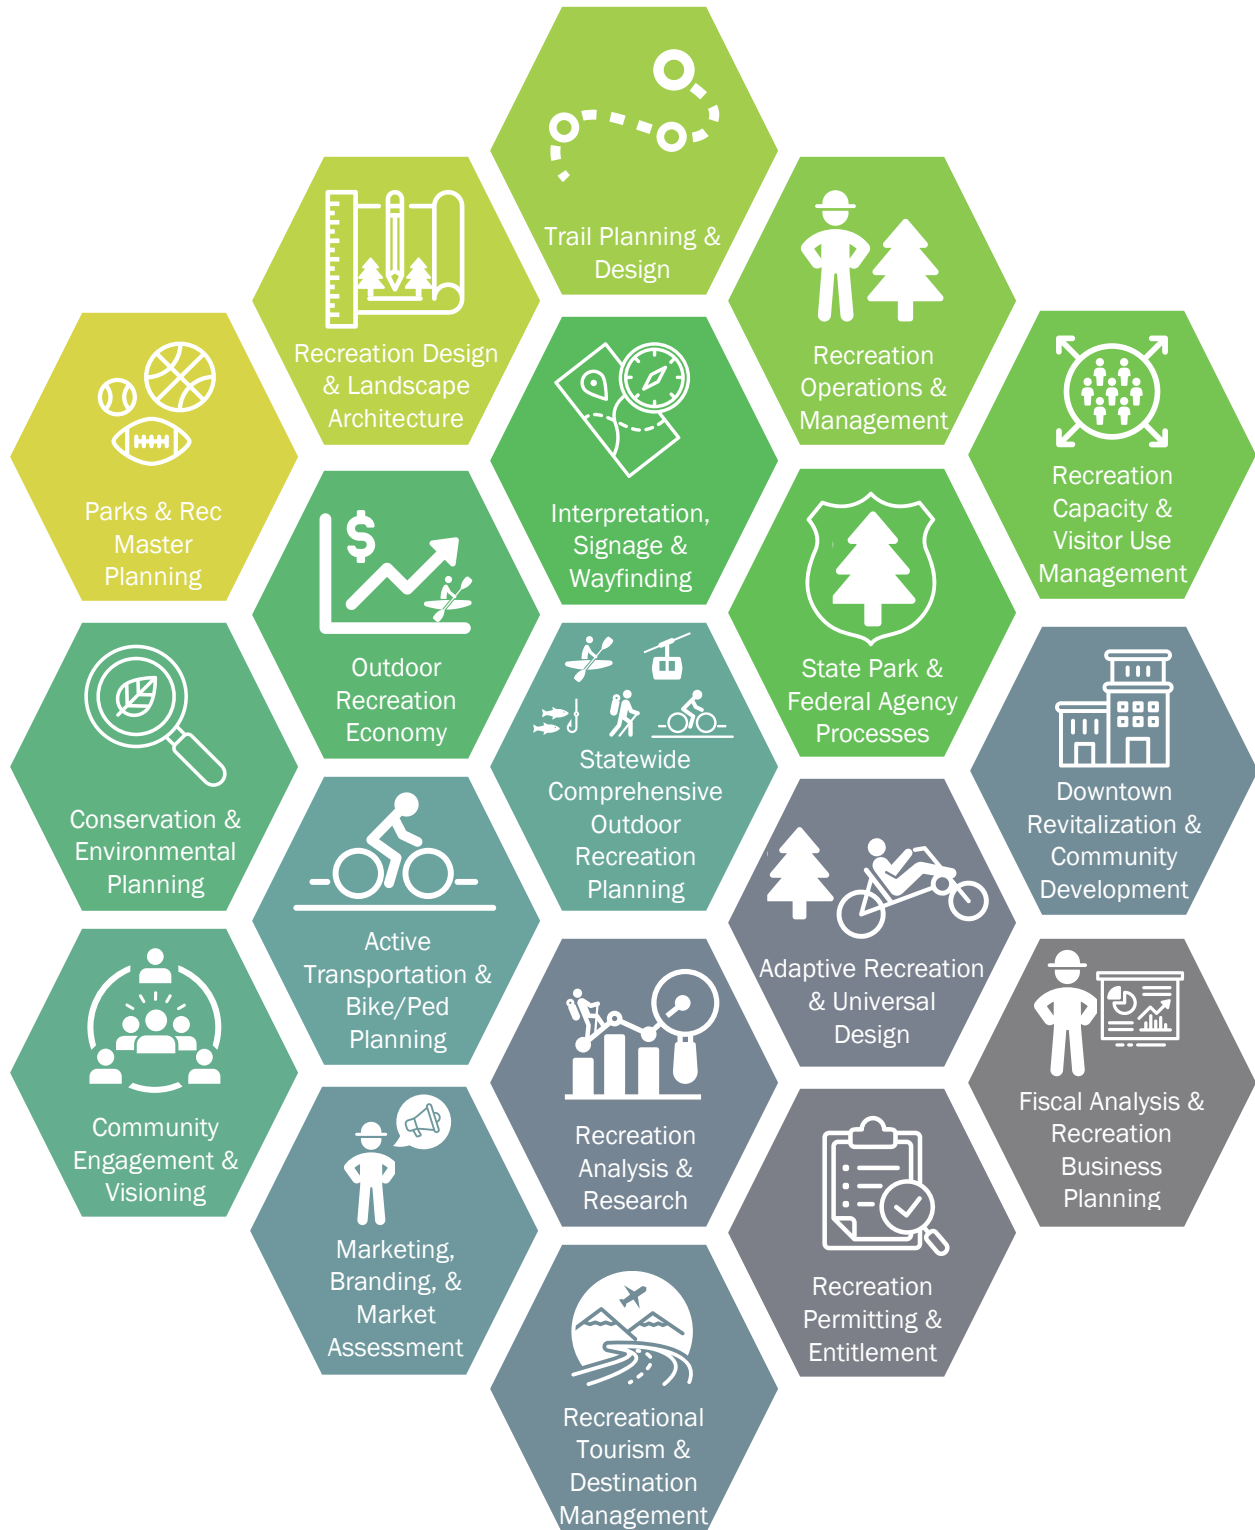 Trail Planning &
Design
Recreation Design
& Landscape
Architecture
Recreation
Operations &
Management
Parks & Rec
Master
Planning
Interpretation,
Signage &
Wayfinding
Recreation
Capacity &
Visitor Use
Management
$
Outdoor
Recreation
Economy
State Park &
Federal Agency
Processes
Conservation &
Environmental
Planning
Statewide
Comprehensive
Outdoor
Recreation
Planning
Downtown
Revitalization &
Community
Development
Active
Transportation &
Bike/Ped
Planning
Adaptive Recreation
& Universal
Design
Community
Engagement &
Visioning
Recreation
Analysis &
Research
Fiscal Analysis &
Recreation
Business
Planning
Marketing,
Branding, &
Market
Assessment
Recreation
Permitting &
Entitlement
Recreational
Tourism &
Destination
Management